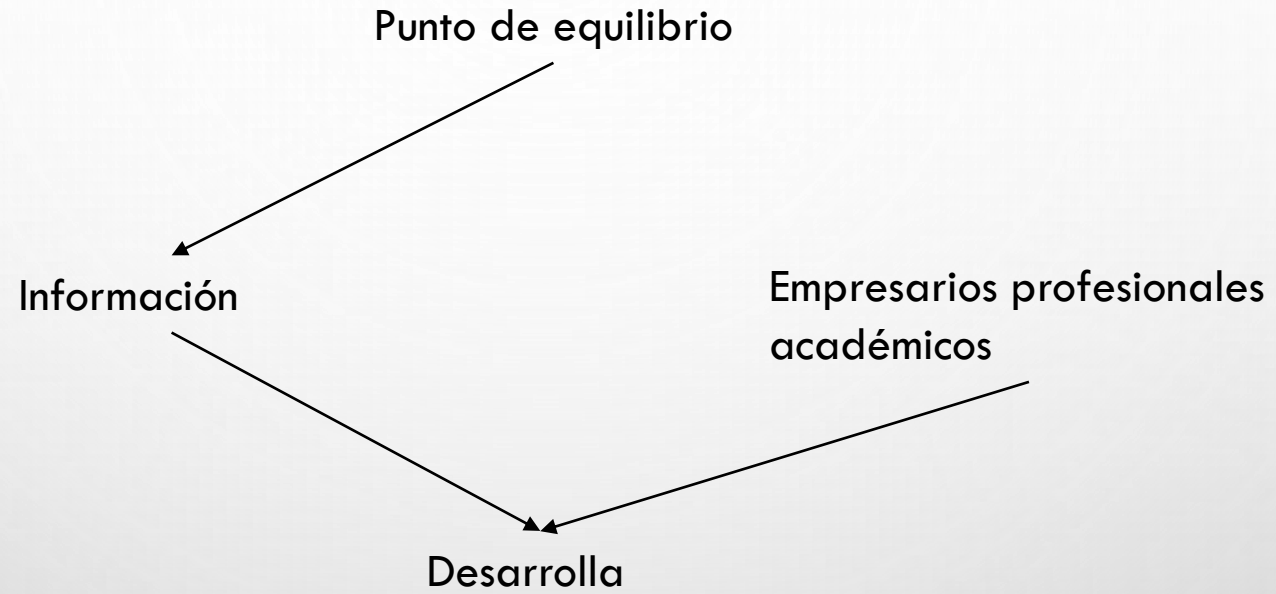 Punto de equilibrio
Información
Empresarios profesionales
académicos
Desarrolla